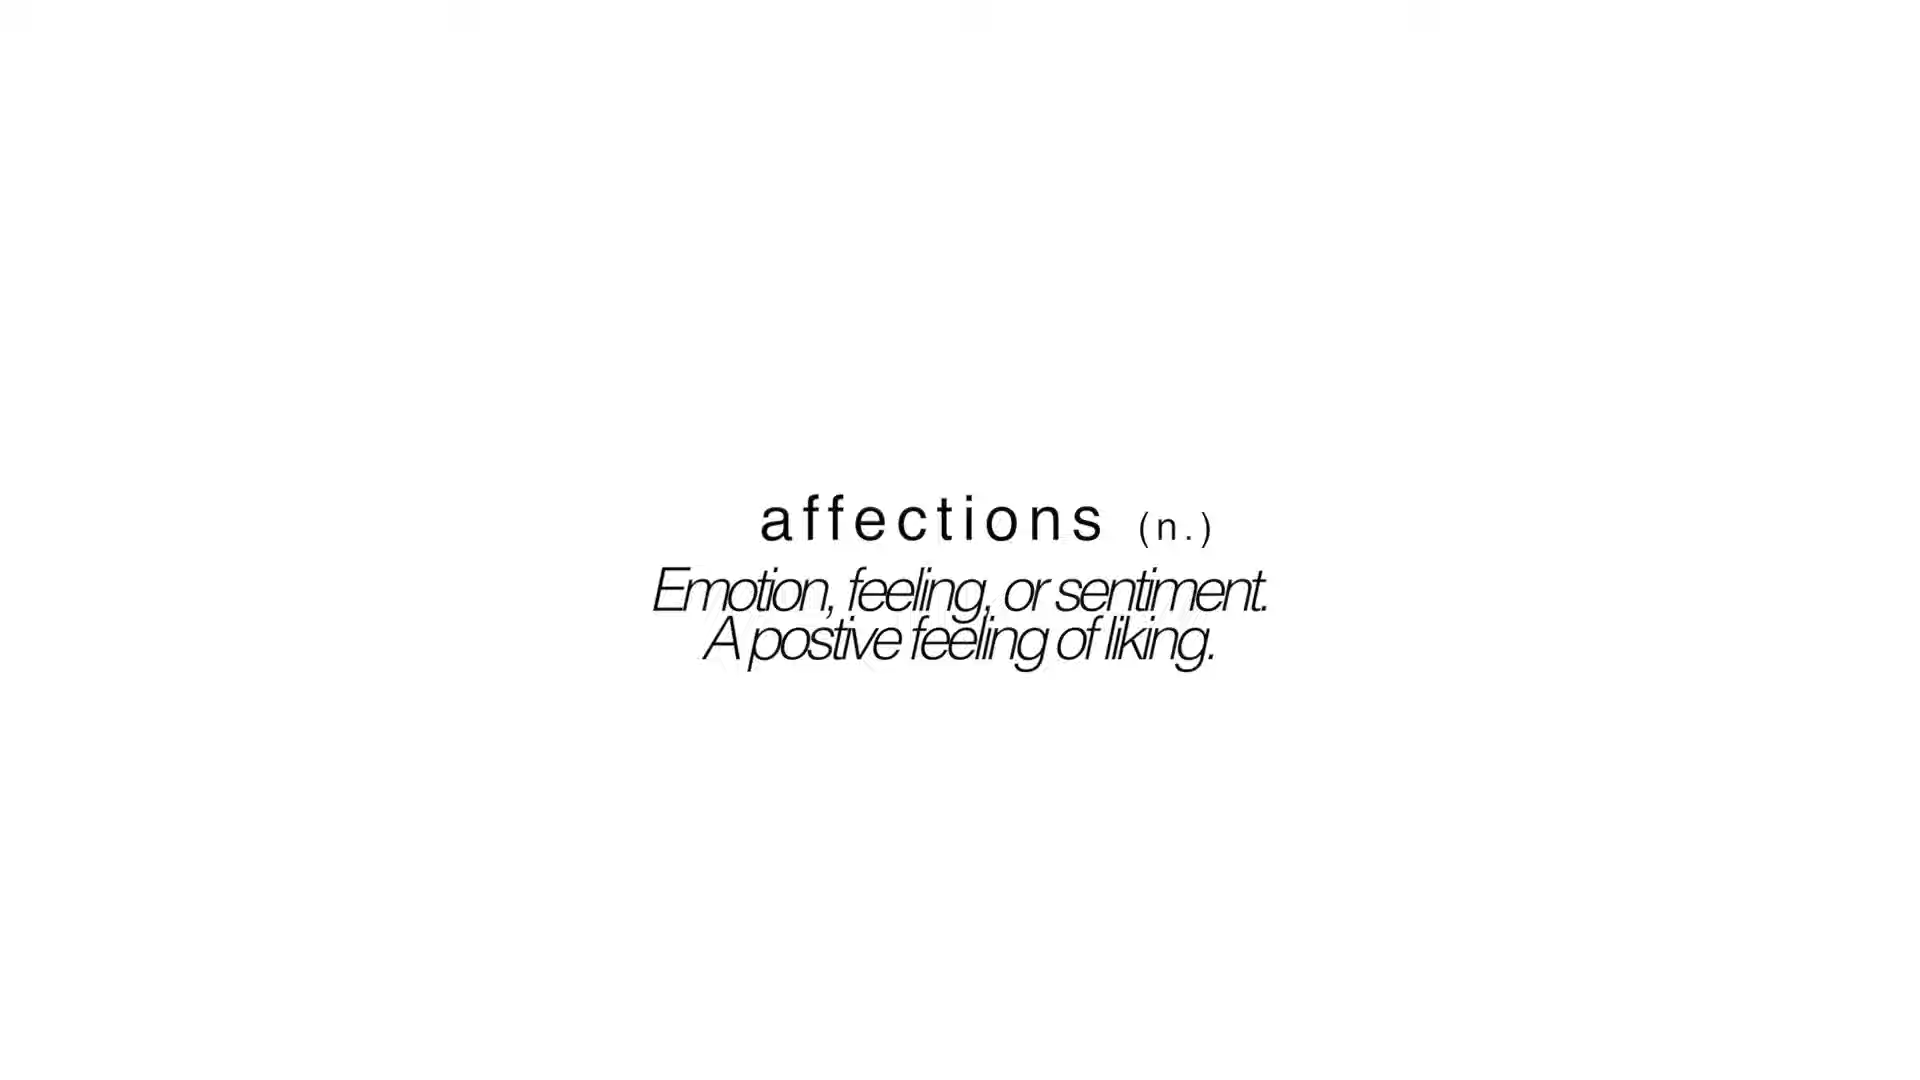 affections (n.)
Emotion, feeling, or sentiment.
A postive feeling of liking.